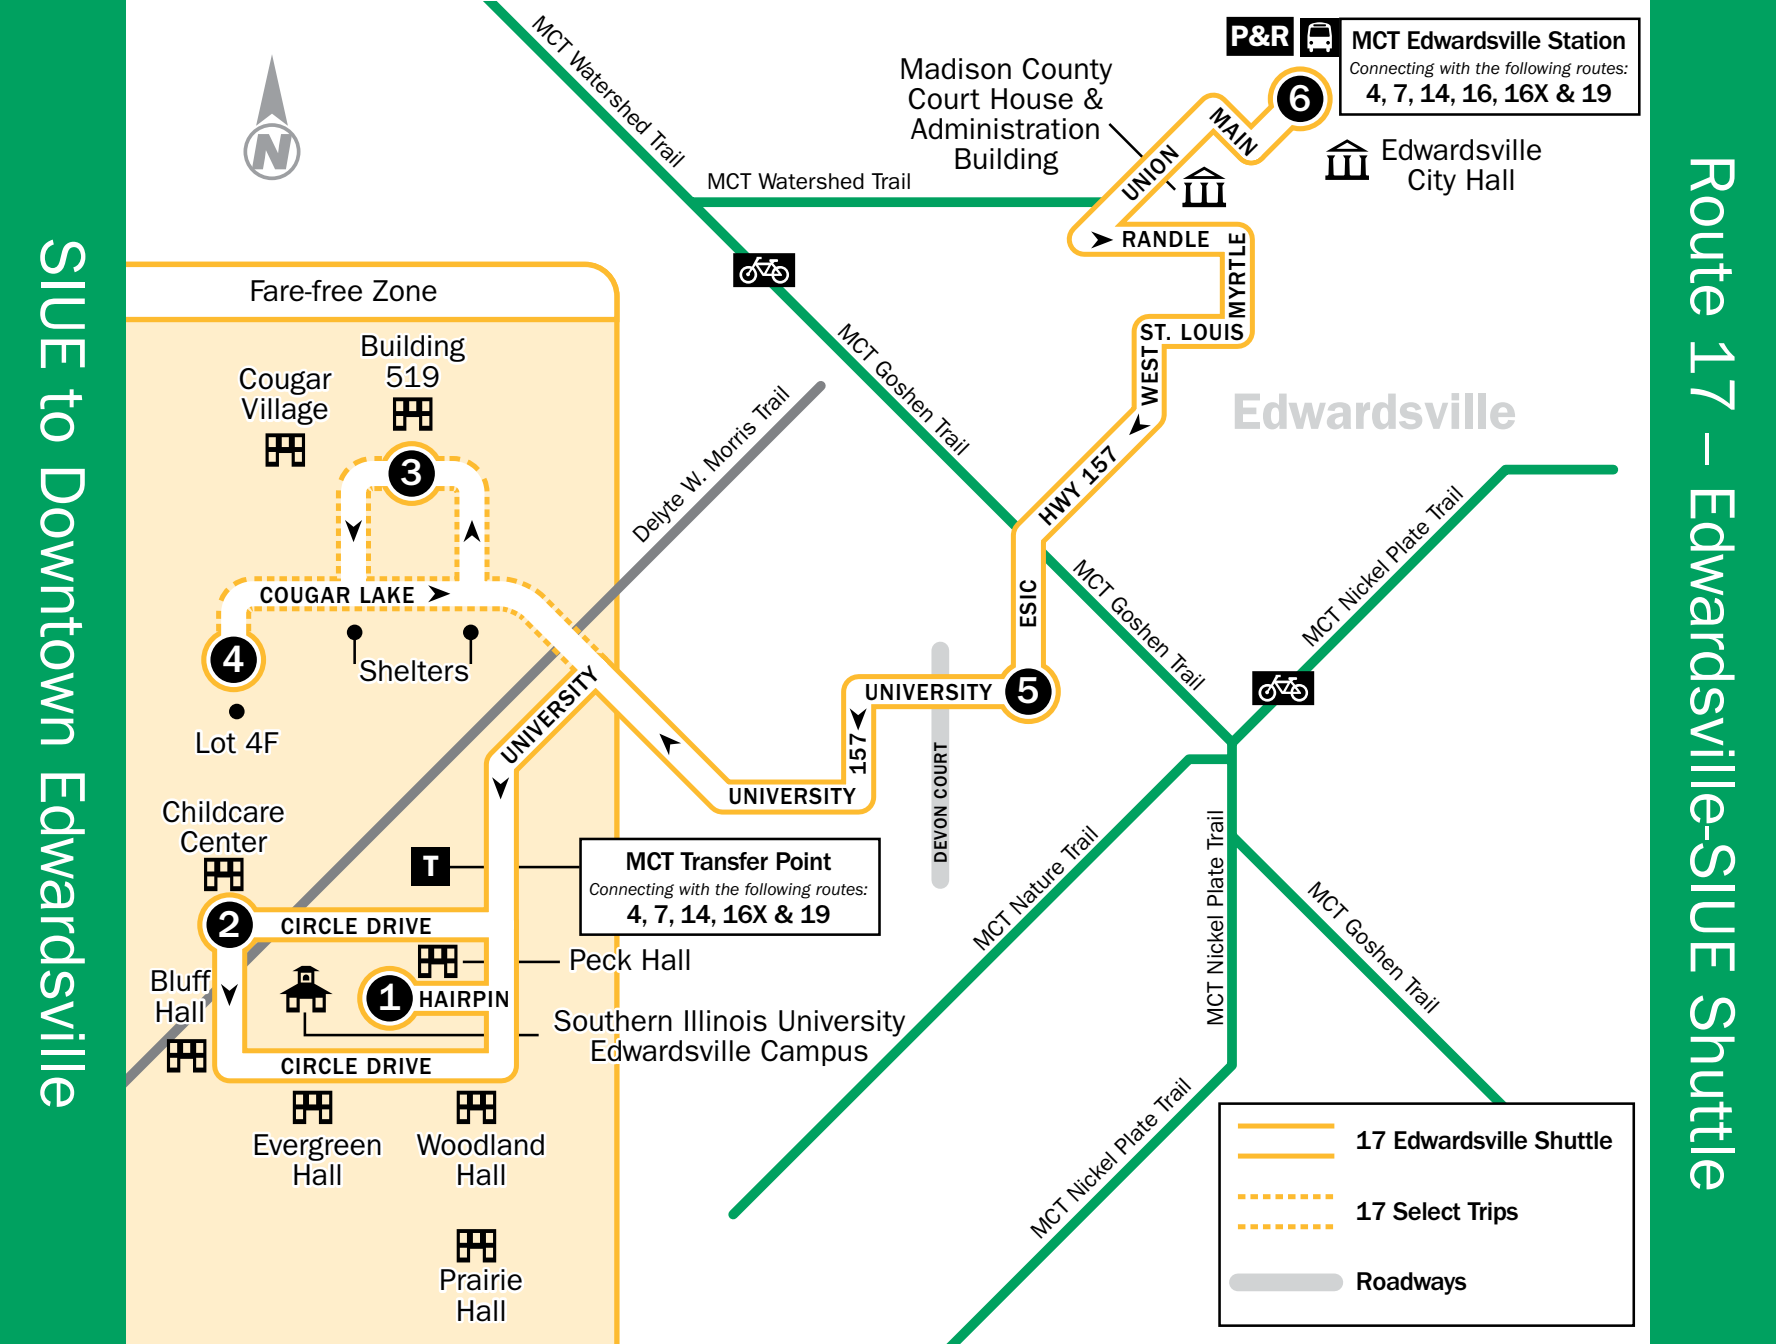 SIUE to Downtown Edwardsville
Route 17 – Edwardsville-SIUE Shuttle
N
MCT Watershed Trail
MCT Watershed Trail
Madison County
Court House &
Administration
Building
P&R
MCT Edwardsville Station
Connecting with the following routes:
4, 7, 14, 16, 16X & 19
6
MAIN
UNION
Edwardsville
City Hall
RANDLE
MYRTLE
ST. LOUIS
WEST
HWY 157
Edwardsville
Fare-free Zone
Building
519
Cougar
Village
3
MCT Goshen Trail
Delyte W. Morris Trail
COUGAR LAKE
4
Shelters
Lot 4F
ESIC
5
UNIVERSITY
157
UNIVERSITY
UNIVERSITY
DEVON COURT
MCT Goshen Trail
MCT Nickel Plate Trail
Childcare
Center
2
CIRCLE DRIVE
T
MCT Transfer Point
Connecting with the following routes:
4, 7, 14, 16X & 19
Peck Hall
Bluff
Hall
1
HAIRPIN
Southern Illinois University
Edwardsville Campus
CIRCLE DRIVE
Evergreen
Hall
Woodland
Hall
Prairie
Hall
MCT Nature Trail
MCT Nickel Plate Trail
MCT Goshen Trail
MCT Nickel Plate Trail
17 Edwardsville Shuttle
17 Select Trips
Roadways